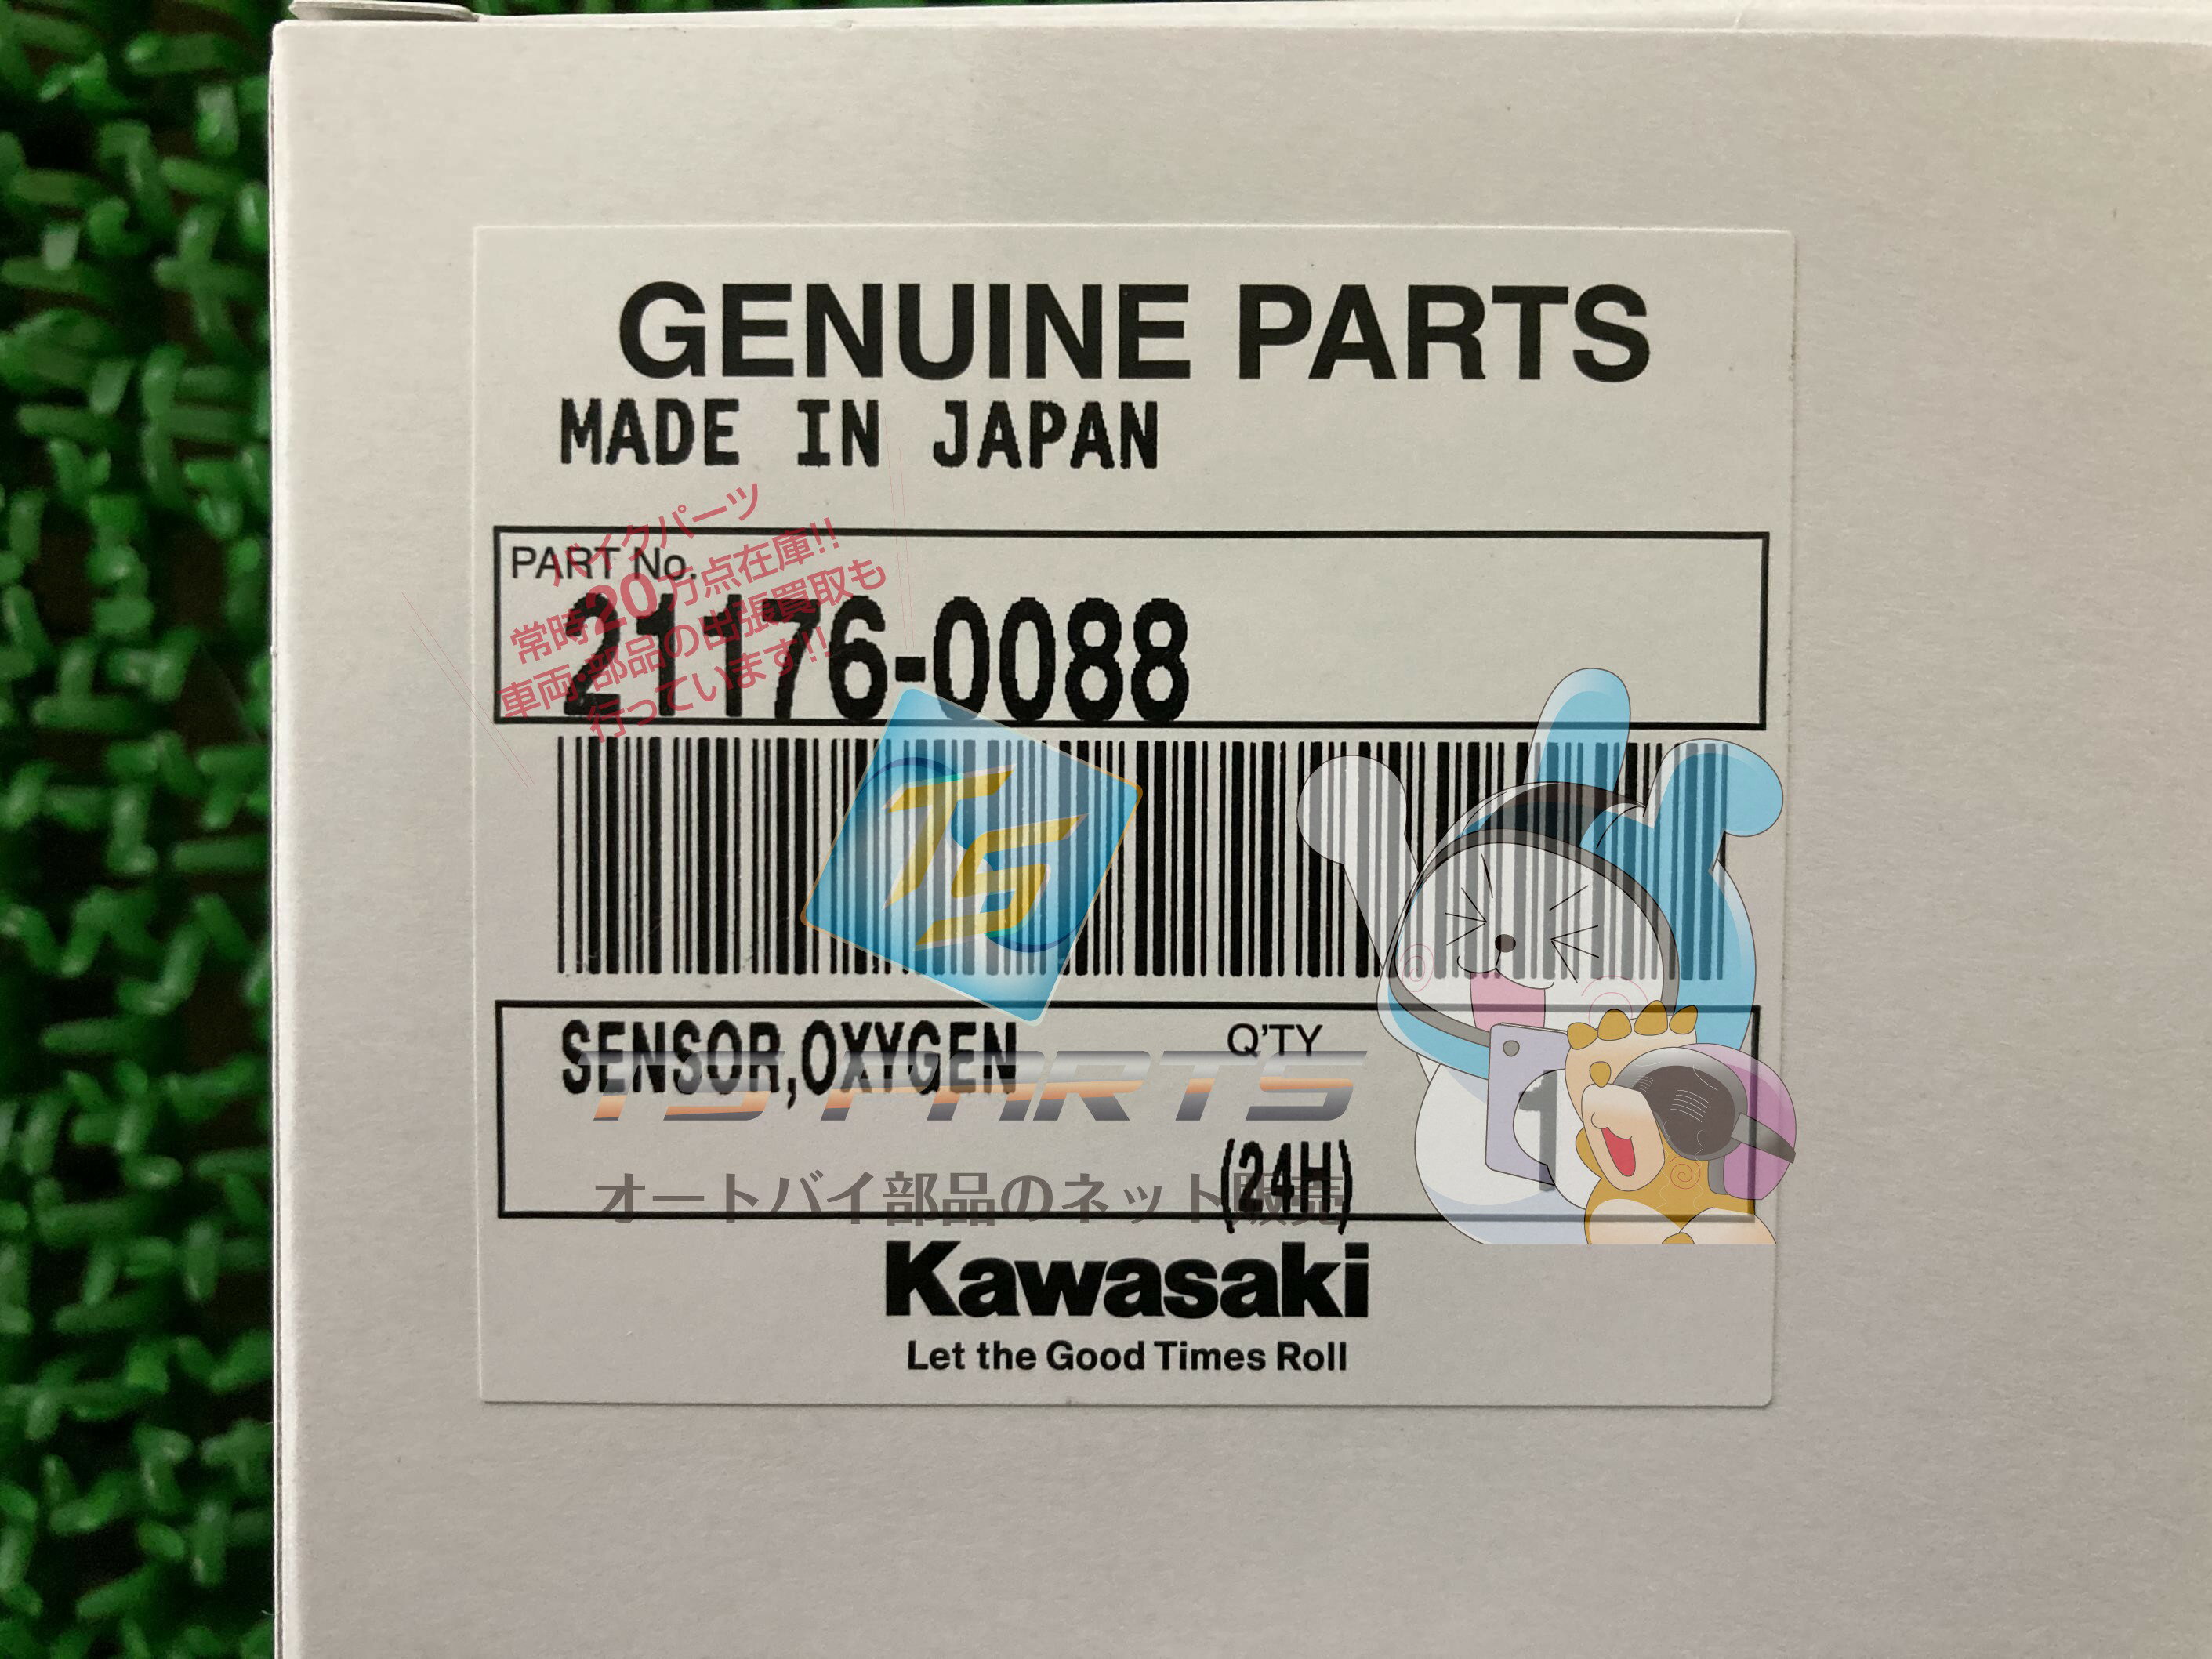 GENUINE PARTS
MADE IN JAPAN
PART No.
21176-0088
バイクパーツ
常時20万点在庫!!
車両・部品の出張買取も
行っています!!
TS
SENSOR,OXYGEN
Q'TY
1
TS PARTS
(24H)
オートバイ部品のネット販売
Kawasaki
Let the Good Times Roll